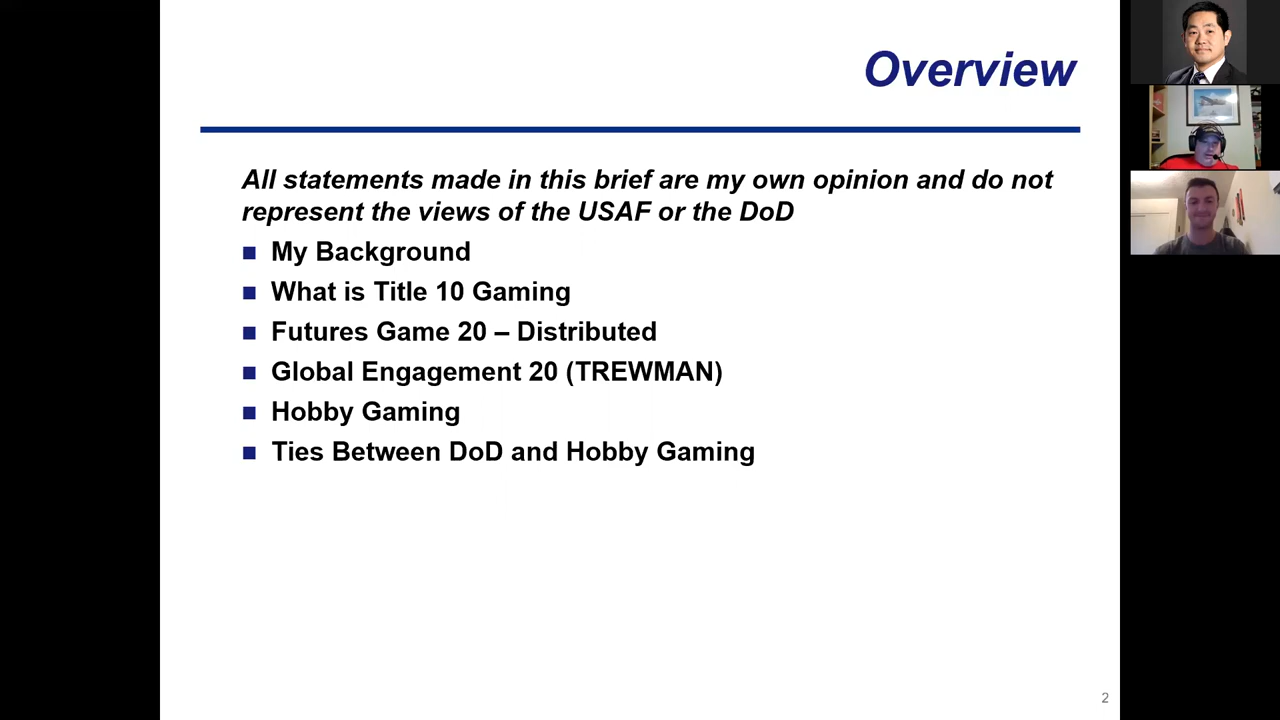 Overview
All statements made in this brief are my own opinion and do not
represent the views of the USAF or the DoD
My Background
What is Title 10 Gaming
Futures Game 20 – Distributed
Global Engagement 20 (TREWMAN)
Hobby Gaming
Ties Between DoD and Hobby Gaming
2